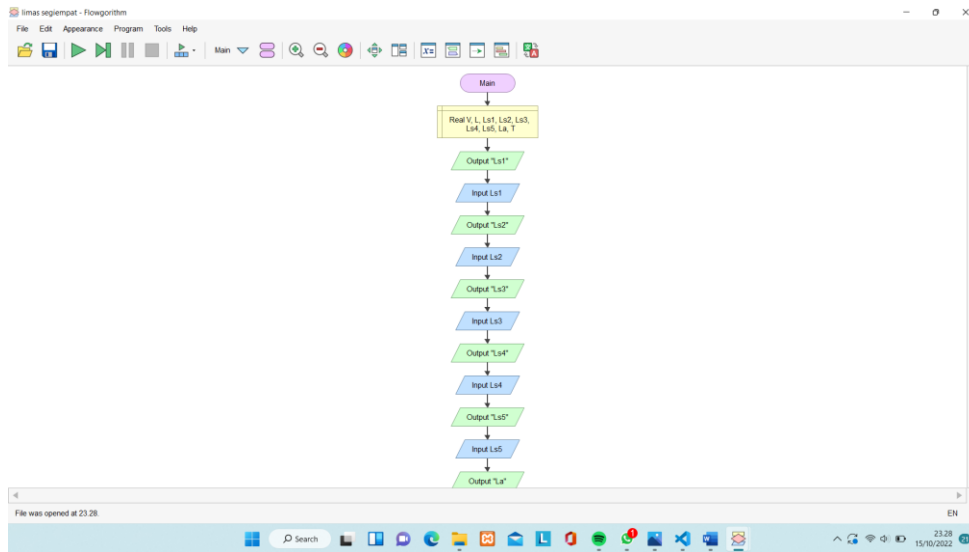 limas segiempat - Flowgorithm
File Edit Appearance Program Tools Help
Main
Main
Real V, L, Ls1, Ls2, Ls3,
Ls4, Ls5, La, T
Output "Ls1"
Input Ls1
Output "Ls2"
Input Ls2
Output "Ls3"
Input Ls3
Output "Ls4"
Input Ls4
Output "Ls5"
Input Ls5
Output "La"
File was opened at 23.28. EN
Search
23.28
15/10/2022